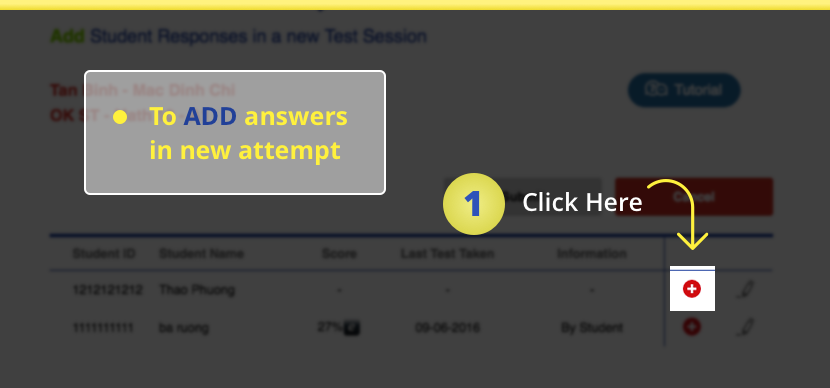 Add Student Responses in a new Test Session
Tan Binh - Mac Dinh Chi
OK ST -
Tutorial
To ADD answers
in new attempt
1 Click Here
Cancel
Student ID Student Name Score Last Test Taken Information
1212121212 Thao Phuong - - -
1111111111 ba ruong 27% 09-06-2016 By Student